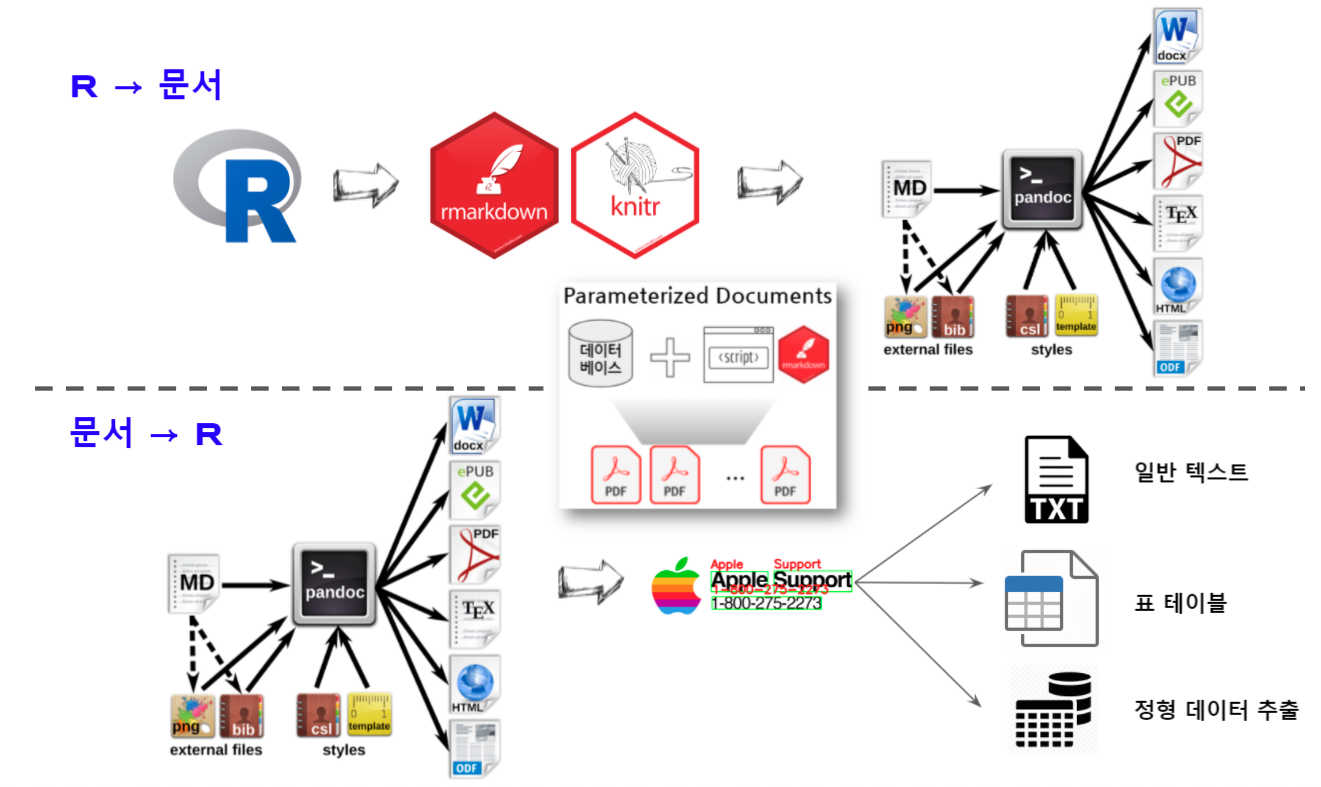 R → 문서
R
rmarkdown
knitr
MD
>_
pandoc
png
bib
external files
csl
0 1
template
styles
W
docx
ePUB
e
PDF
TEX
HTML
ODF
Parameterized Documents
데이터
베이스
<script>
rmarkdown
PDF
PDF
...
PDF
문서 → R
MD
>_
pandoc
png
bib
external files
csl
0 1
template
styles
W
docx
ePUB
e
PDF
TEX
HTML
ODF
Apple Support
Apple Support
1-800-275-2273
1-800-275-2273
TXT
일반 텍스트
표 테이블
정형 데이터 추출